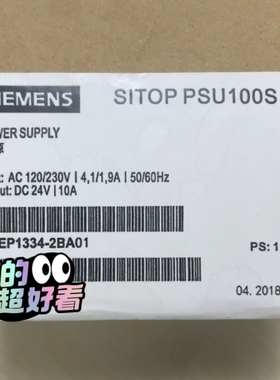 IEMENS
SITOP PSU100S
WER SUPPLY
源
: AC 120/230V | 4,1/1,9A | 50/60Hz
put: DC 24V | 10A
EP1334-2BA01
PS: 1
的
超好看
04. 2018